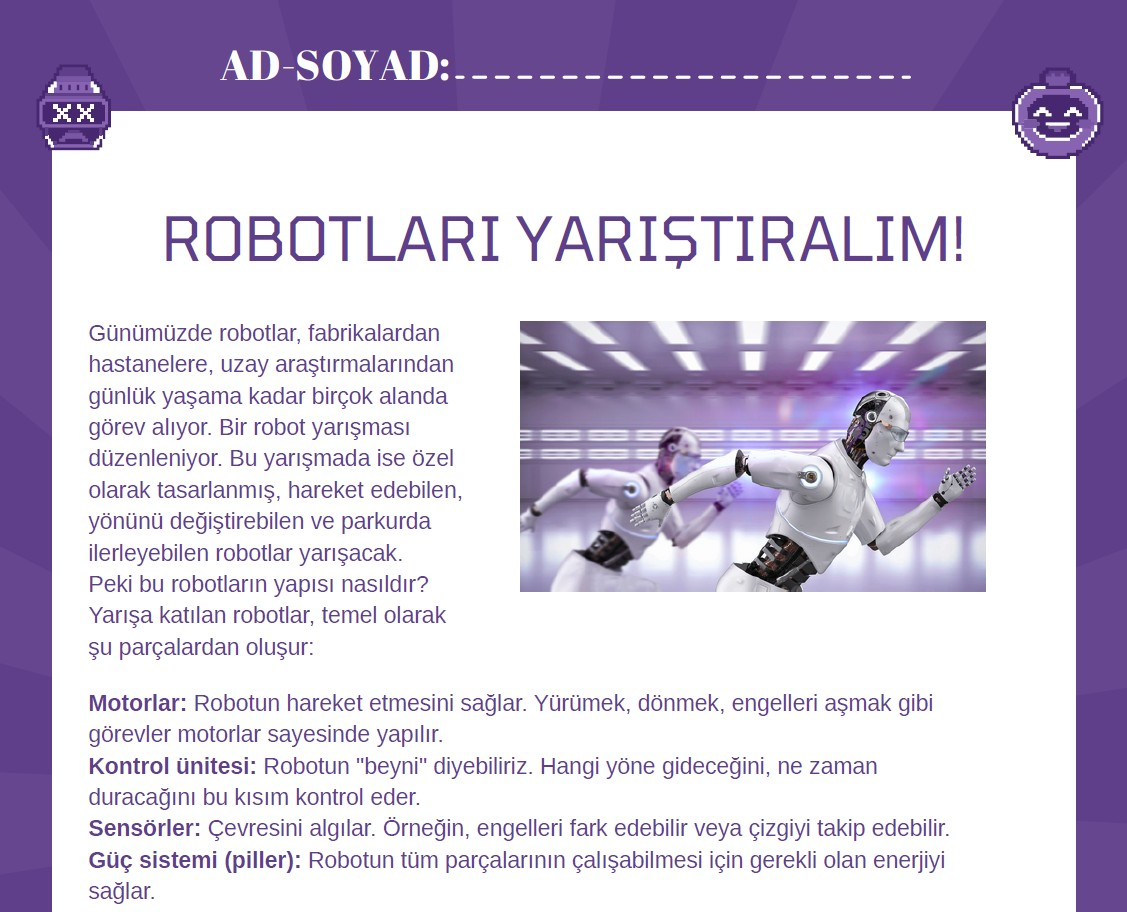 AD-SOYAD:
ROBOTLARI YARIŞTIRALIM!
Günümüzde robotlar, fabrikalardan
hastanelere, uzay araştırmalarından
günlük yaşama kadar birçok alanda
görev alıyor. Bir robot yarışması
düzenleniyor. Bu yarışmada ise özel
olarak tasarlanmış, hareket edebilen,
yönünü değiştirebilen ve parkurda
ilerleyebilen robotlar yarışacak.
Peki bu robotların yapısı nasıldır?
Yarışa katılan robotlar, temel olarak
şu parçalardan oluşur:
Motorlar: Robotun hareket etmesini sağlar. Yürümek, dönmek, engelleri aşmak gibi
görevler motorlar sayesinde yapılır.
Kontrol ünitesi: Robotun "beyni" diyebiliriz. Hangi yöne gideceğini, ne zaman
duracağını bu kısım kontrol eder.
Sensörler: Çevresini algılar. Örneğin, engelleri fark edebilir veya çizgiyi takip edebilir.
Güç sistemi (piller): Robotun tüm parçalarının çalışabilmesi için gerekli olan enerjiyi
sağlar.